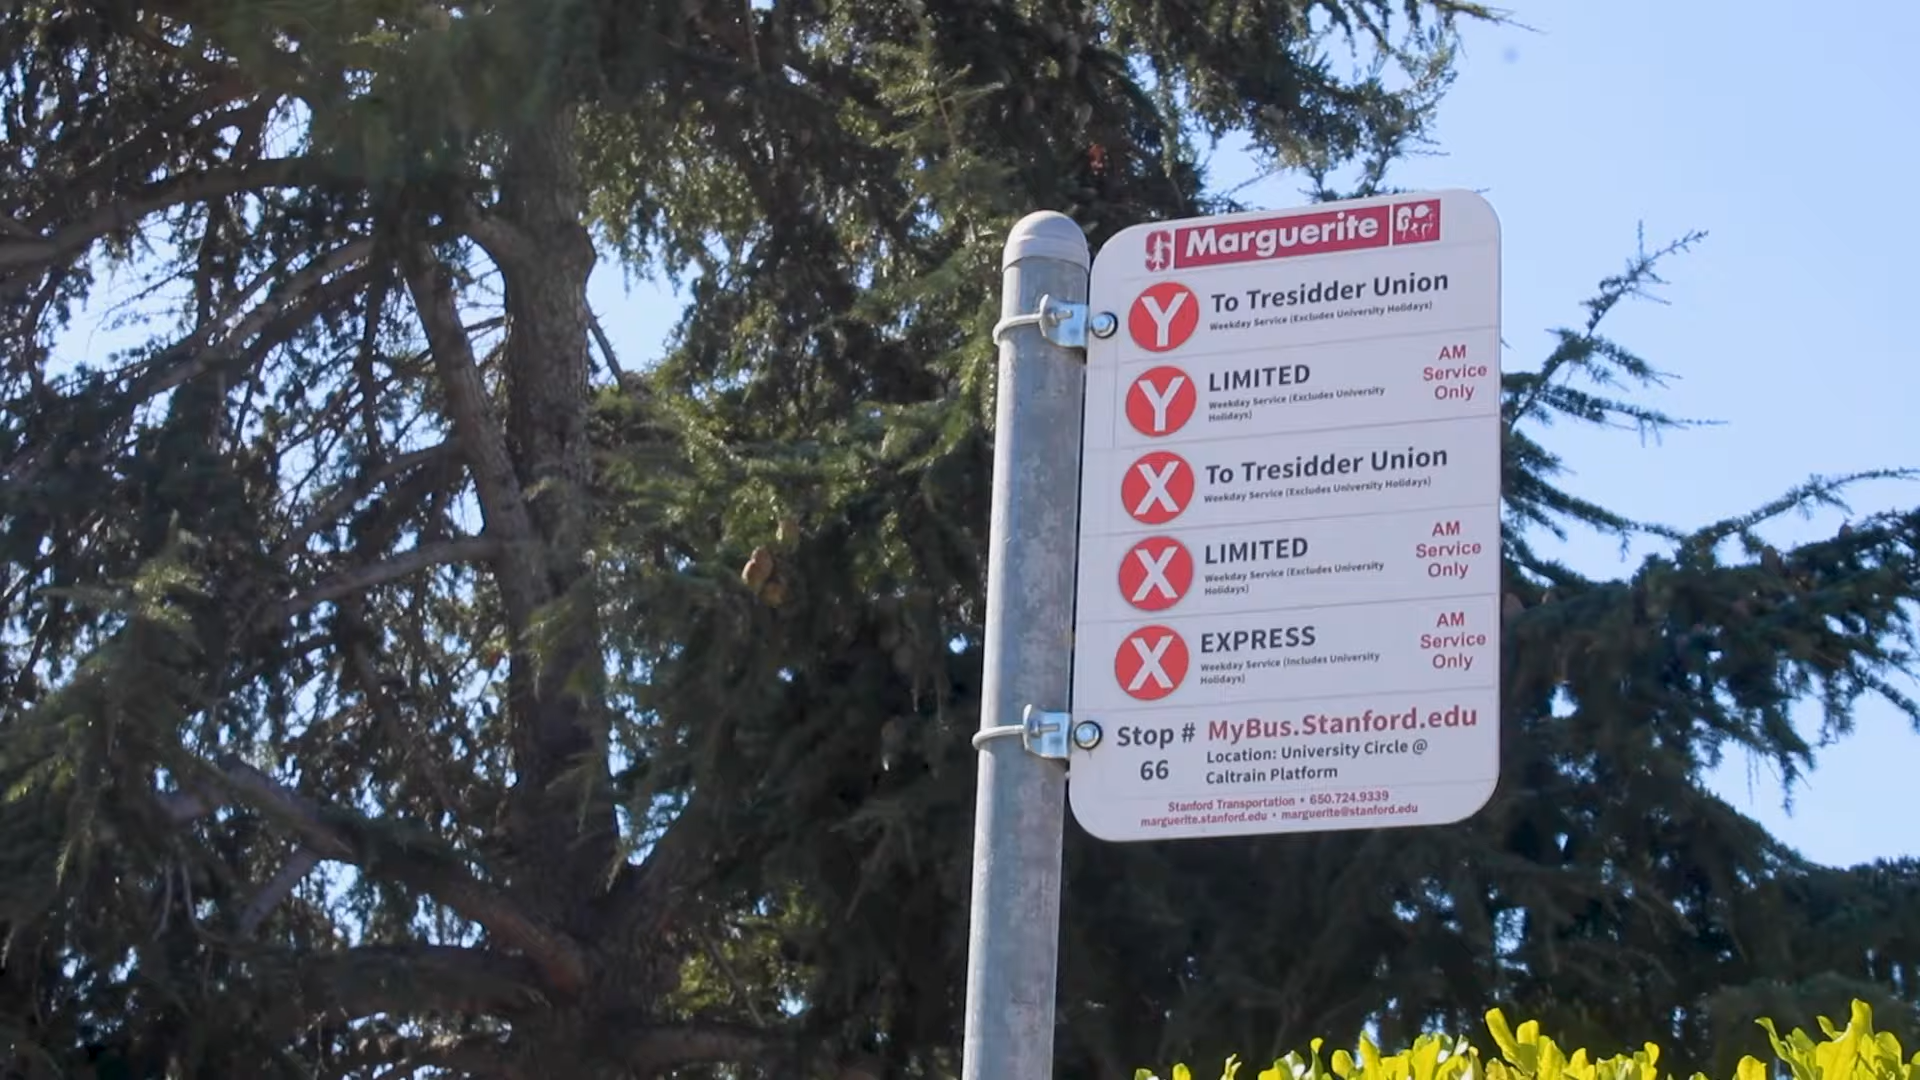 Marguerite
Y To Tresidder Union
Weekday Service (Excludes University Holidays)
Y LIMITED
Weekday Service (Excludes University
Holidays)
AM
Service
Only
X To Tresidder Union
Weekday Service (Excludes University Holidays)
X LIMITED
Weekday Service (Excludes University
Holidays)
AM
Service
Only
X EXPRESS
Weekday Service (Includes University
Holidays)
AM
Service
Only
Stop #
66
MyBus.Stanford.edu
Location: University Circle @
Caltrain Platform
Stanford Transportation • 650.724.9339
marguerite.stanford.edu • marguerite@stanford.edu